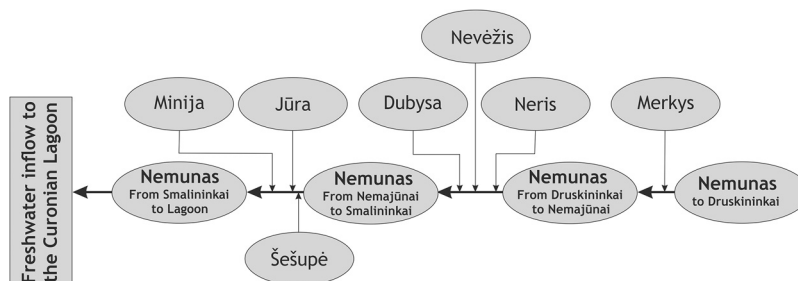 Nevėžis
Minija
Jūra
Dubysa
Neris
Merkys
Freshwater inflow to
the Curonian Lagoon
Nemunas
From Smalininkai
to Lagoon
Nemunas
From Nemajūnai
to Smalininkai
Nemunas
From Druskininkai
to Nemajūnai
Nemunas
to Druskininkai
Šešupė